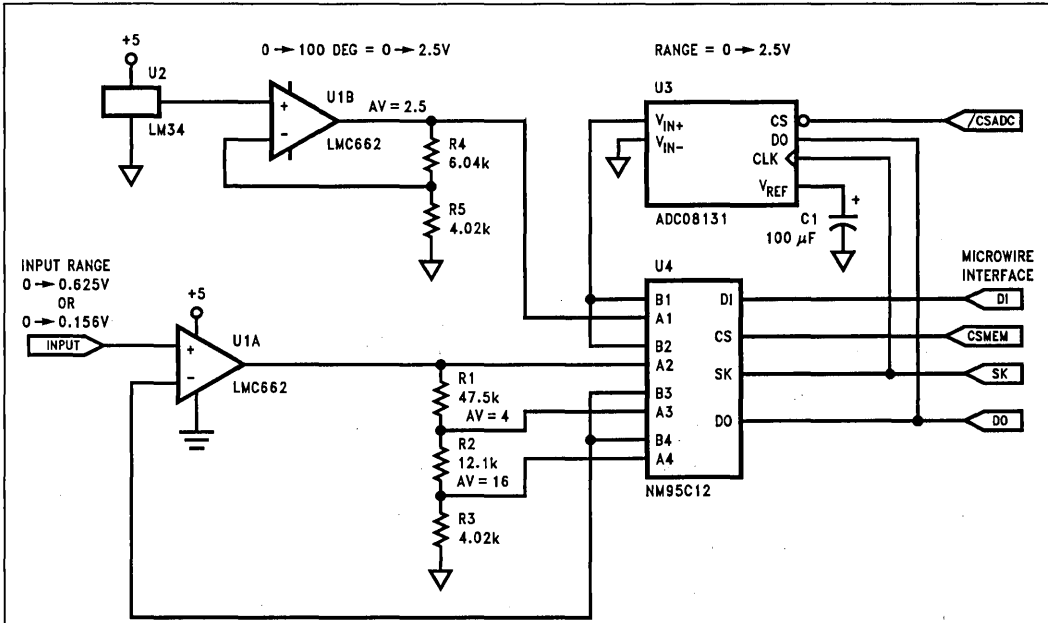 +5
U2
LM34
0 → 100 DEG = 0 → 2.5V
U1B
AV = 2.5
LMC662
+
−
R4
6.04k
R5
4.02k
RANGE = 0 → 2.5V
U3
VIN+
VIN−
CS
DO
CLK
VREF
ADC08131
/CSADC
C1
+
100 μF
INPUT RANGE
0 → 0.625V
OR
0 → 0.156V
INPUT
+5
U1A
+
−
LMC662
R1
47.5k
AV = 4
R2
12.1k
AV = 16
R3
4.02k
U4
B1
A1
B2
A2
B3
A3
B4
A4
DI
CS
SK
DO
NM95C12
MICROWIRE
INTERFACE
DI
CSMEM
SK
DO